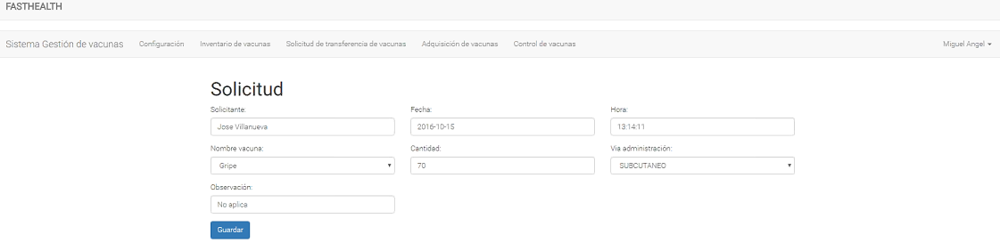 FASTHEALTH
Sistema Gestión de vacunas Configuración Inventario de vacunas Solicitud de transferencia de vacunas Adquisición de vacunas Control de vacunas Miguel Angel
Solicitud
Solicitante: Fecha: Hora:
Jose Villanueva 2016-10-15 13:14:11
Nombre vacuna: Cantidad: Via administración:
Gripe 70 SUBCUTANEO
Observación:
No aplica
Guardar